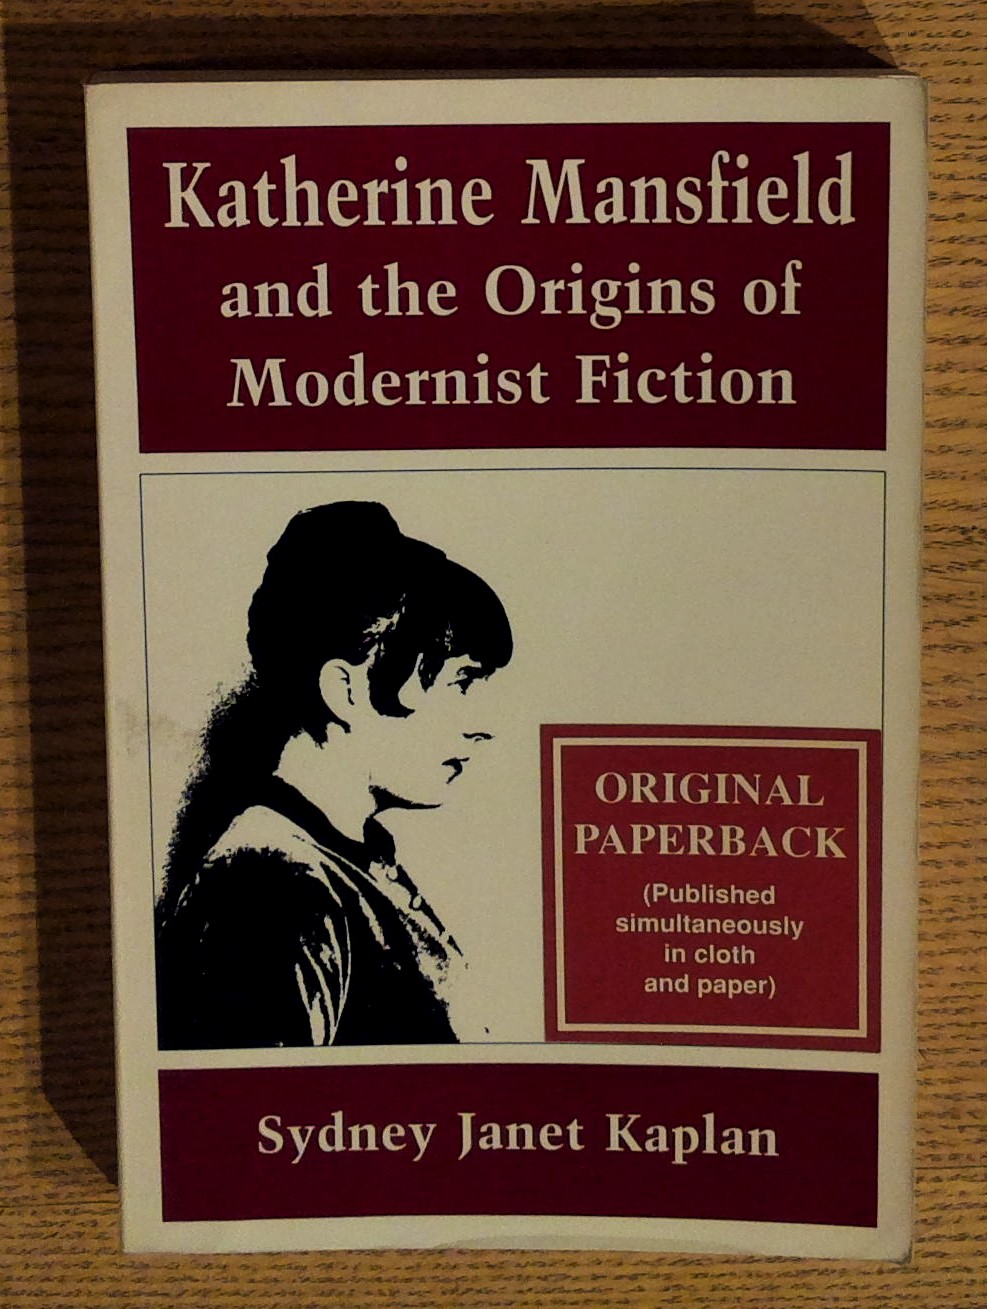 Katherine Mansfield
and the Origins of
Modernist Fiction
ORIGINAL
PAPERBACK
(Published
simultaneously
in cloth
and paper)
Sydney Janet Kaplan